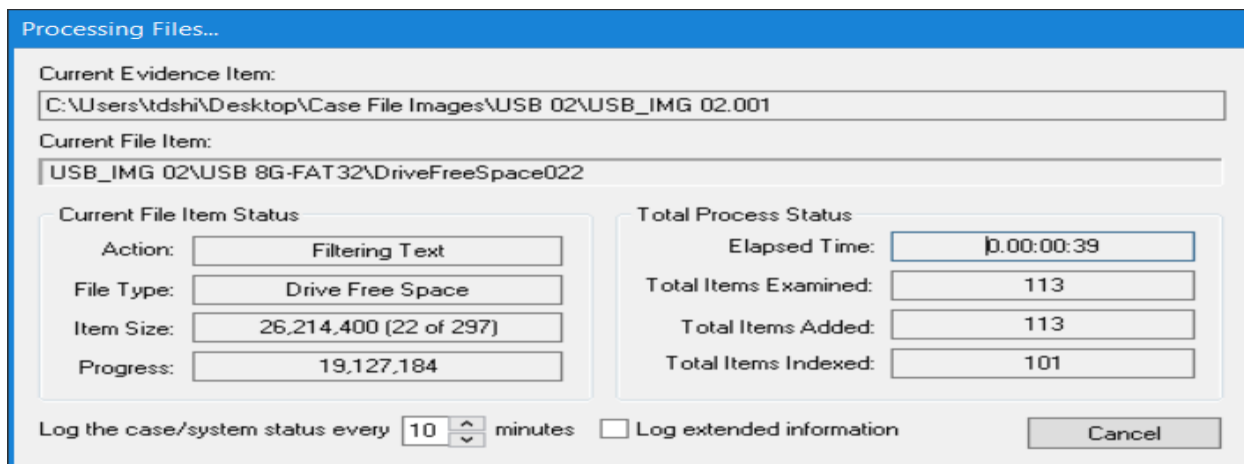 Processing Files...
Current Evidence Item:
C:\Users\tdshi\Desktop\Case File Images\USB 02\USB_IMG 02.001
Current File Item:
USB_IMG 02\USB 8G-FAT32\DriveFreeSpace022
Current File Item Status
Action: Filtering Text
File Type: Drive Free Space
Item Size: 26,214,400 (22 of 297)
Progress: 19,127,184
Total Process Status
Elapsed Time: 0.00:00:39
Total Items Examined: 113
Total Items Added: 113
Total Items Indexed: 101
Log the case/system status every 10 minutes Log extended information Cancel